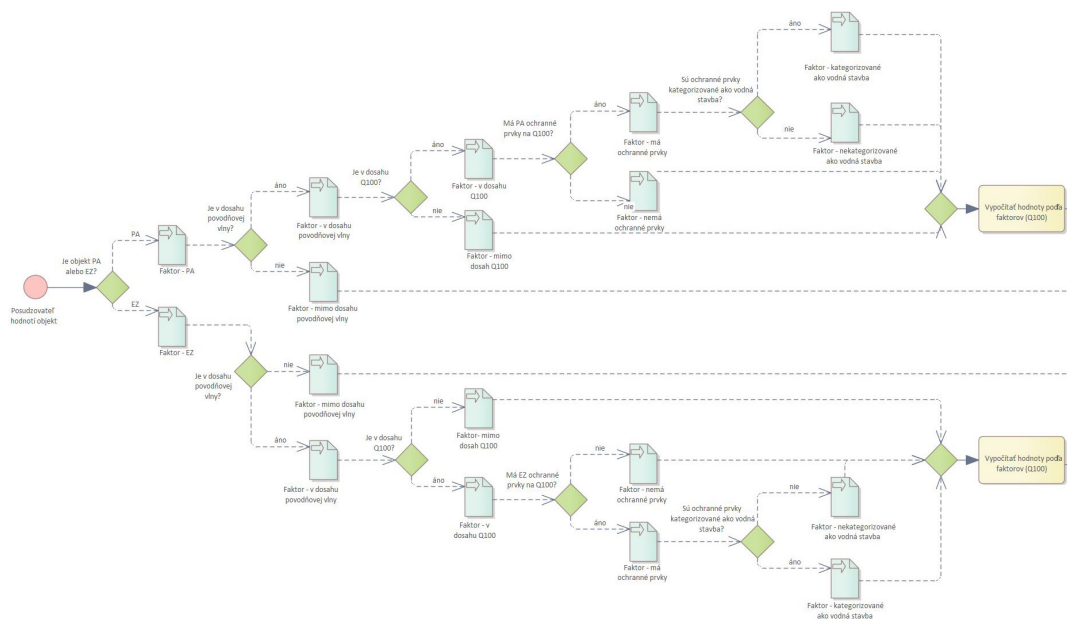 Posudzovateľ
hodnotí objekt
Je objekt PA
alebo EZ?
PA
Faktor - PA
EZ
Faktor - EZ
Je v dosahu
povodňovej
vlny?
áno
Faktor - v dosahu
povodňovej vlny
nie
Faktor - mimo dosahu
povodňovej vlny
Je v dosahu
Q100?
áno
Faktor - v dosahu
Q100
nie
Faktor - mimo
dosah Q100
Má PA ochranné
prvky na Q100?
áno
Faktor - má
ochranné prvky
nie
Faktor - nemá
ochranné prvky
Sú ochranné prvky
kategorizované ako vodná
stavba?
áno
Faktor - kategorizované
ako vodná stavba
nie
Faktor - nekategorizované
ako vodná stavba
Vypočítať hodnoty podľa
faktorov (Q100)
Je v dosahu
povodňovej
vlny?
nie
Faktor - mimo dosahu
povodňovej vlny
áno
Faktor - v dosahu
povodňovej vlny
Je v dosahu
Q100?
nie
Faktor- mimo
dosah Q100
áno
Faktor - v
dosahu Q100
Má EZ ochranné
prvky na Q100?
nie
Faktor - nemá
ochranné prvky
áno
Faktor - má
ochranné prvky
Sú ochranné prvky
kategorizované ako vodná
stavba?
nie
Faktor - nekategorizované
ako vodná stavba
áno
Faktor - kategorizované
ako vodná stavba
Vypočítať hodnoty podľa
faktorov (Q100)